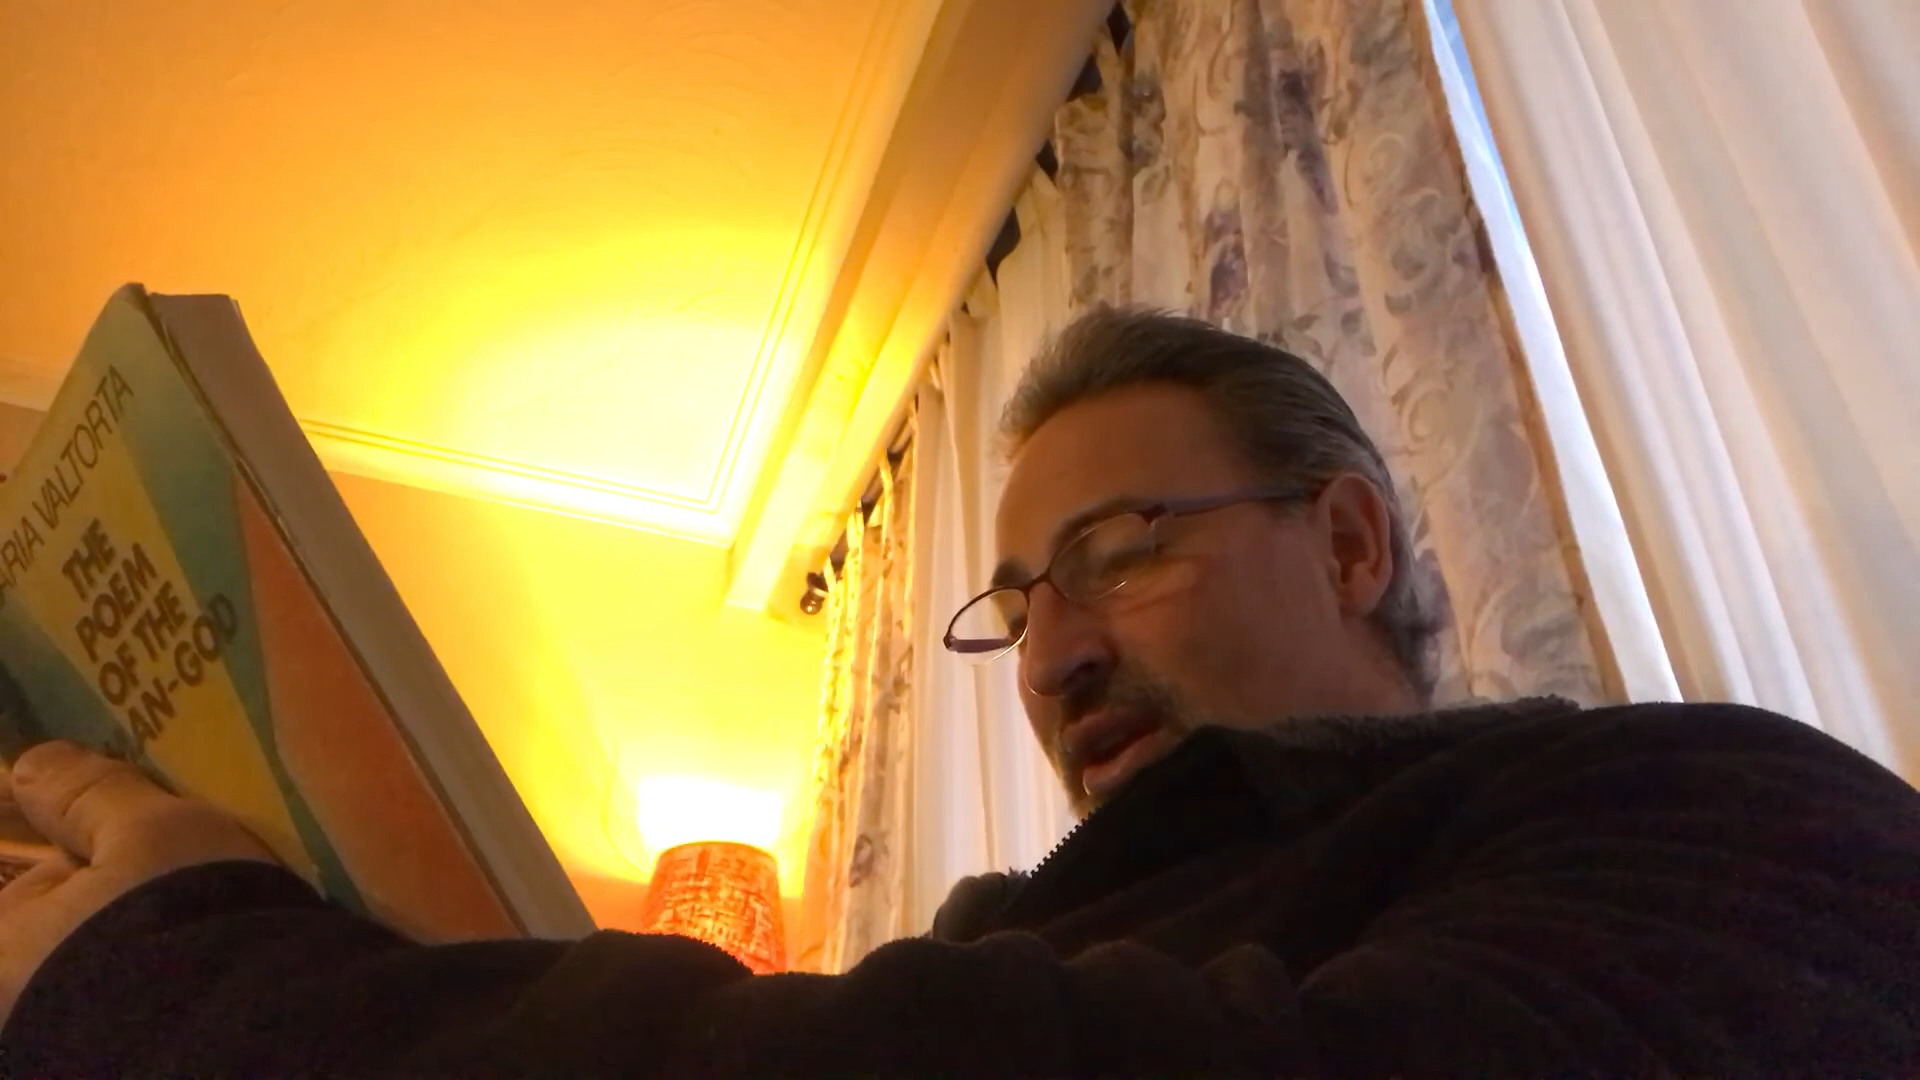 ARIA VALTORTA
THE
POEM
OF THE
AN-GOD